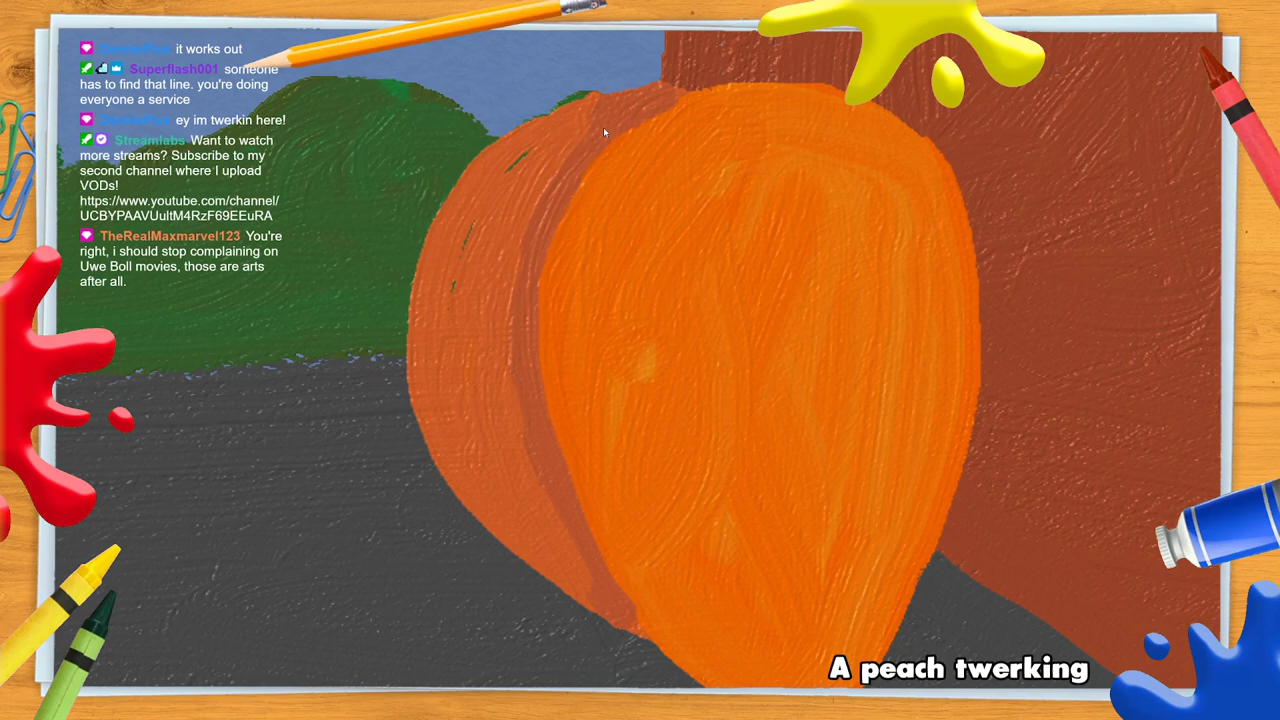 it works out
Superflash001 someone
has to find that line. you're doing
everyone a service
ey im twerkin here!
Streamlabs Want to watch
more streams? Subscribe to my
second channel where I upload
VODs!
https://www.youtube.com/channel/
UCBYPAAVUultM4RzF69EEuRA
TheRealMaxmarvel123 You're
right, i should stop complaining on
Uwe Boll movies, those are arts
after all.
A peach twerking